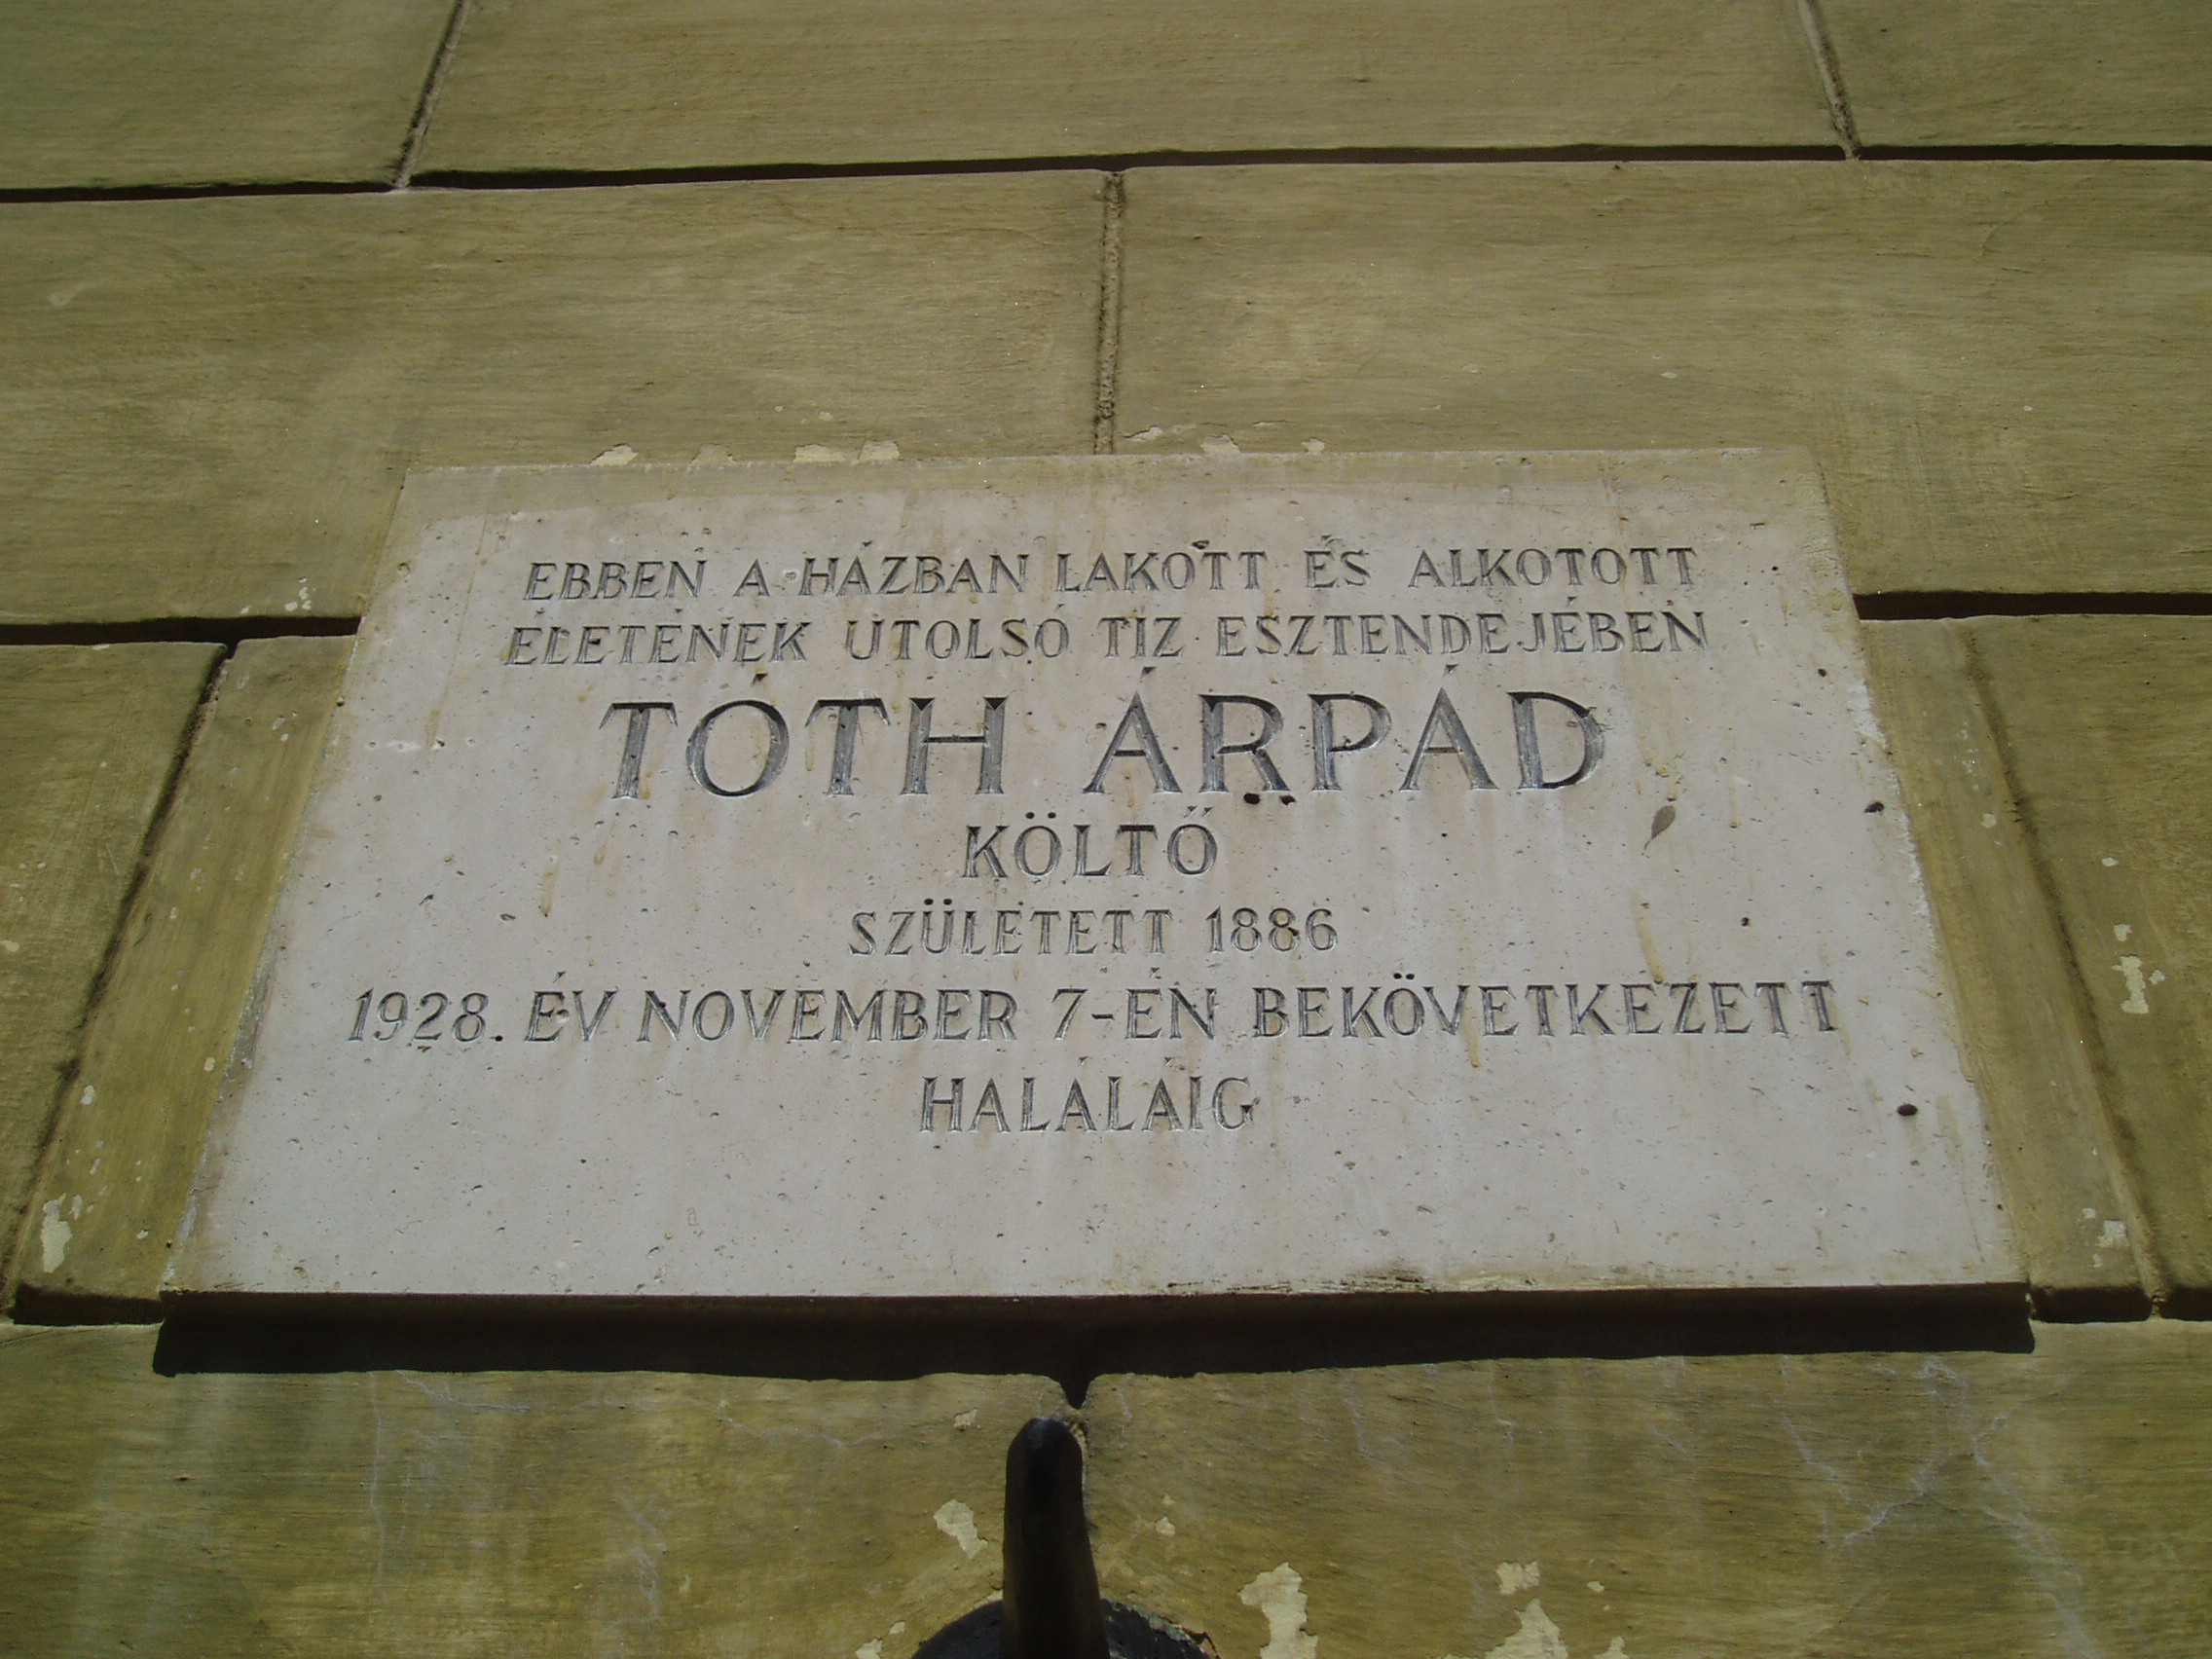 EBBEN A HÁZBAN LAKOTT ÉS ALKOTOTT
ÉLETÉNEK UTOLSÓ TÍZ ESZTENDEJÉBEN
TÓTH ÁRPÁD
KÖLTŐ
SZÜLETETT 1886
1928. ÉV NOVEMBER 7-ÉN BEKÖVETKEZETT
HALÁLÁIG